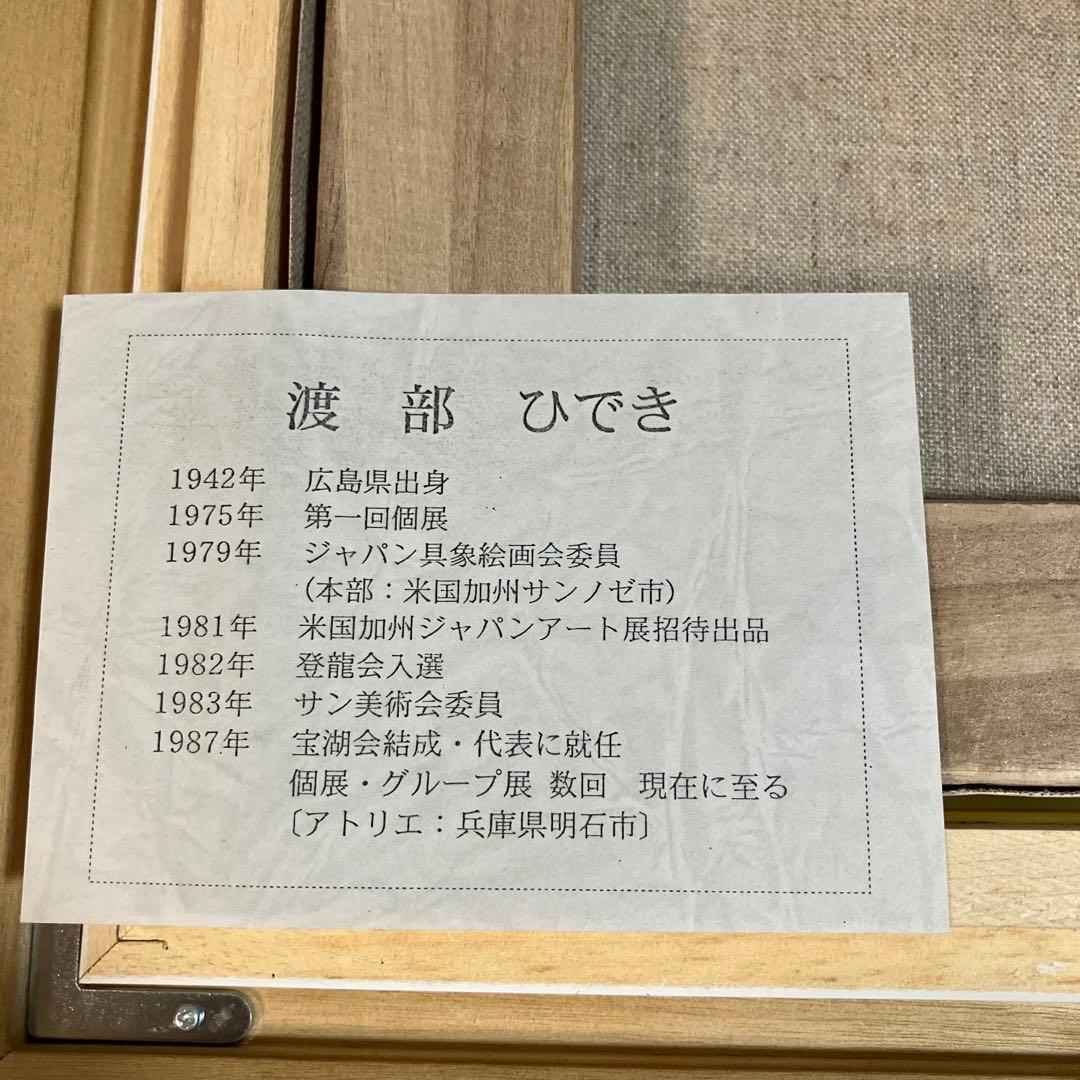 渡 部 ひでき
1942年 広島県出身
1975年 第一回個展
1979年 ジャパン具象絵画会委員
（本部：米国加州サンノゼ市）
1981年 米国加州ジャパンアート展招待出品
1982年 登龍会入選
1983年 サン美術会委員
1987年 宝湖会結成・代表に就任
個展・グループ展 数回 現在に至る
〔アトリエ：兵庫県明石市〕